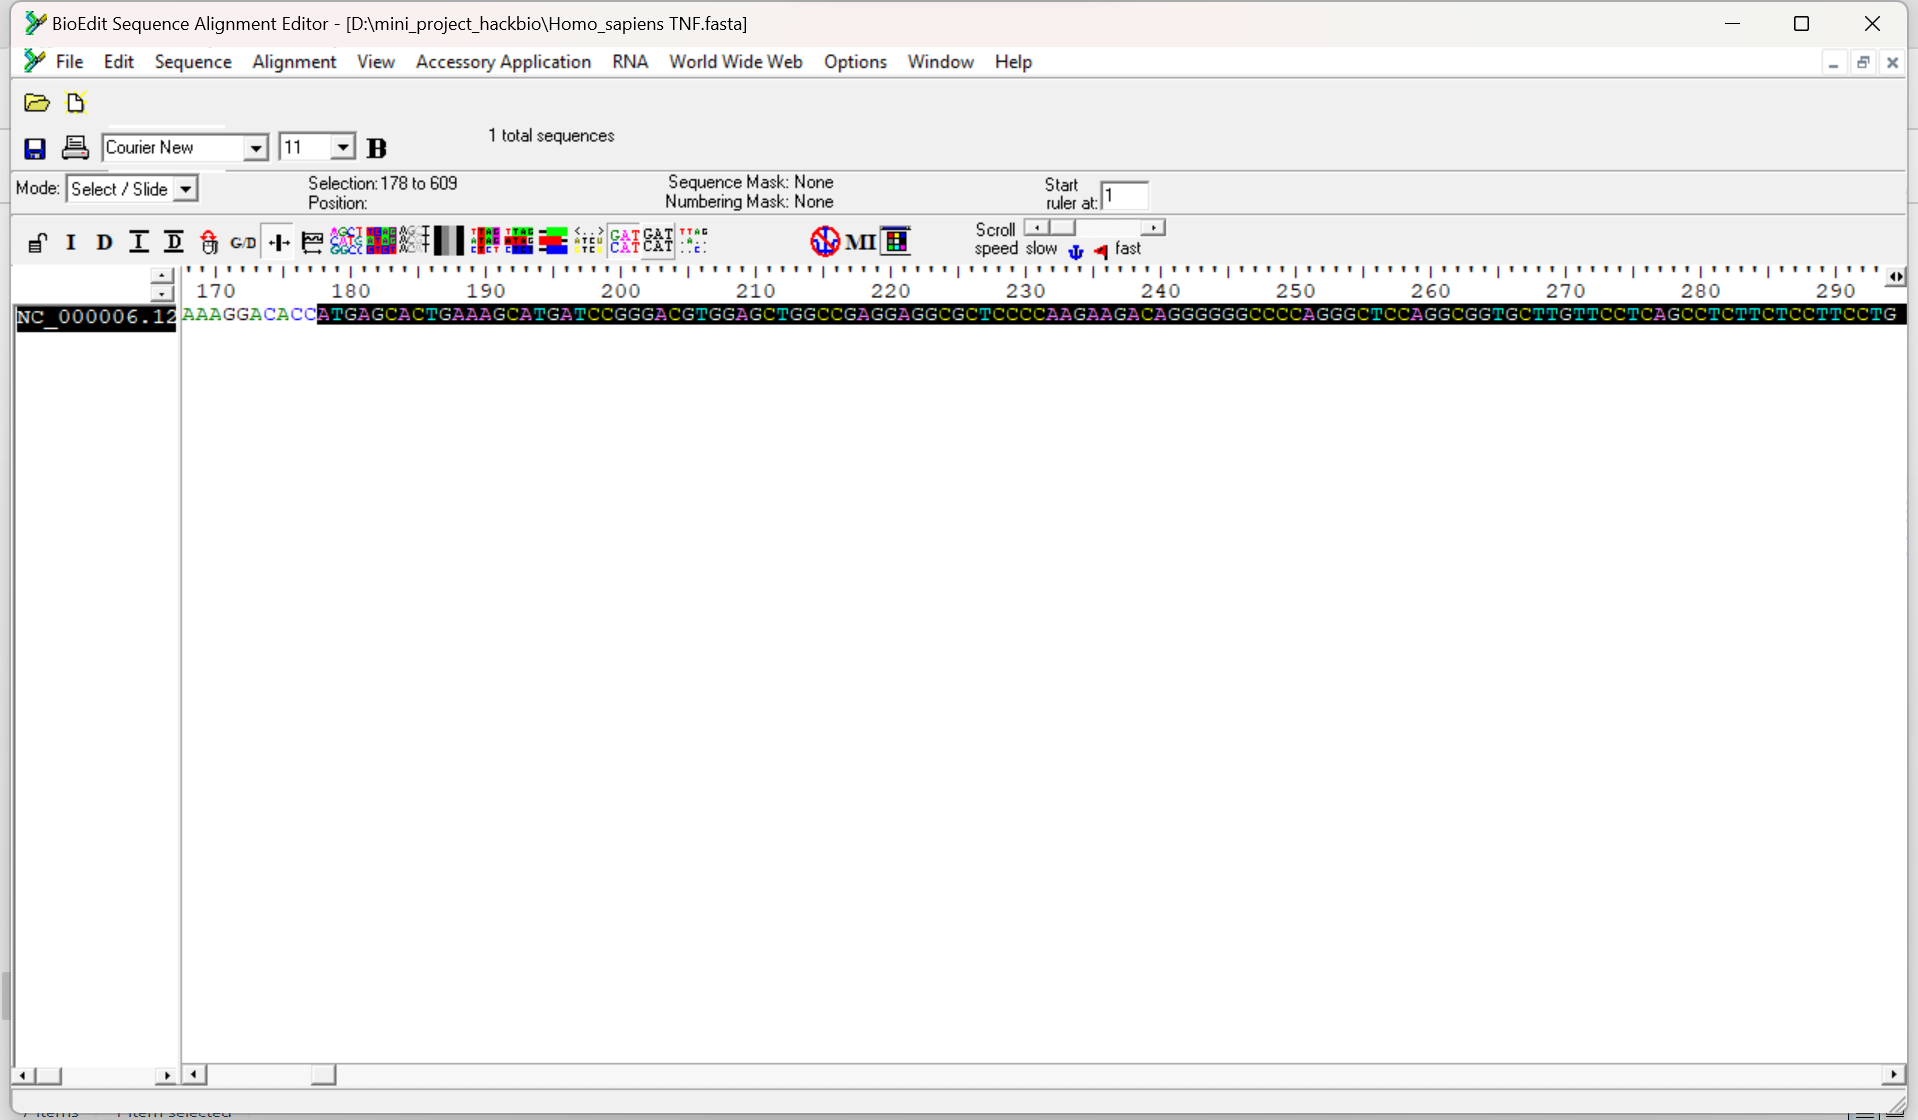 BioEdit Sequence Alignment Editor - [D:\mini_project_hackbio\Homo_sapiens TNF.fasta]
File Edit Sequence Alignment View Accessory Application RNA World Wide Web Options Window Help
Courier New 11 B
1 total sequences
Mode: Select / Slide
Selection: 178 to 609
Position:
Sequence Mask: None
Numbering Mask: None
Start
ruler at: 1
I D I D G/D
MI
Scroll
speed slow fast
170 180 190 200 210 220 230 240 250 260 270 280 290
NC_000006.12 AAAGGACACCATGAGCACTGAAAGCATGATCCGGGACGTGGAGCTGGCCGAGGAGGCGCTCCCCAAGAAGACAGGGGGGCCCCAGGGCTCCAGGCGGTGCTTGTTCCTCAGCCTCTTCTCCTTCCTG